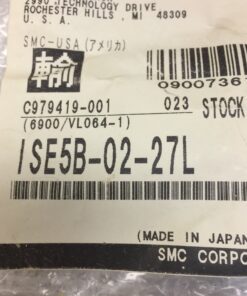 2990 TECHNOLOGY DRIVE
ROCHESTER HILLS, MI 48309
U. S. A.
SMC-USA (アメリカ)
輸
0900736
C979419-001 023 STOCK
(6900/VL064-1)
ISE5B-02-27L
(MADE IN JAPAN
SMC CORPO